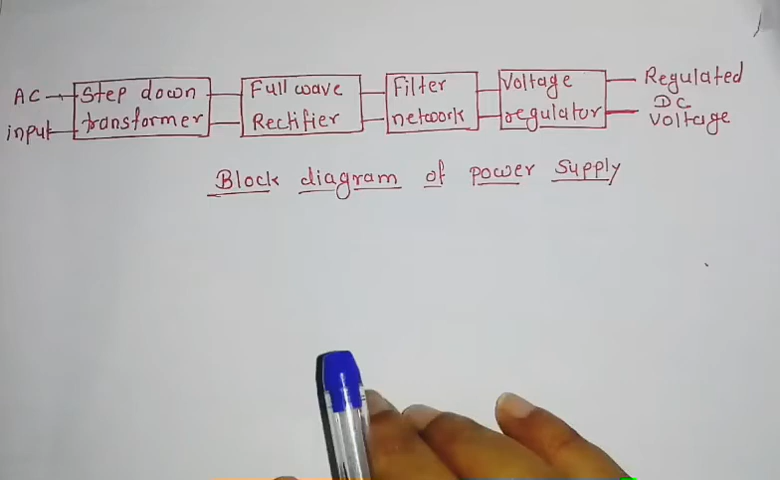 AC Step down Full wave Filter Voltage Regulated
input transformer Rectifier network regulator DC voltage
Block diagram of power supply